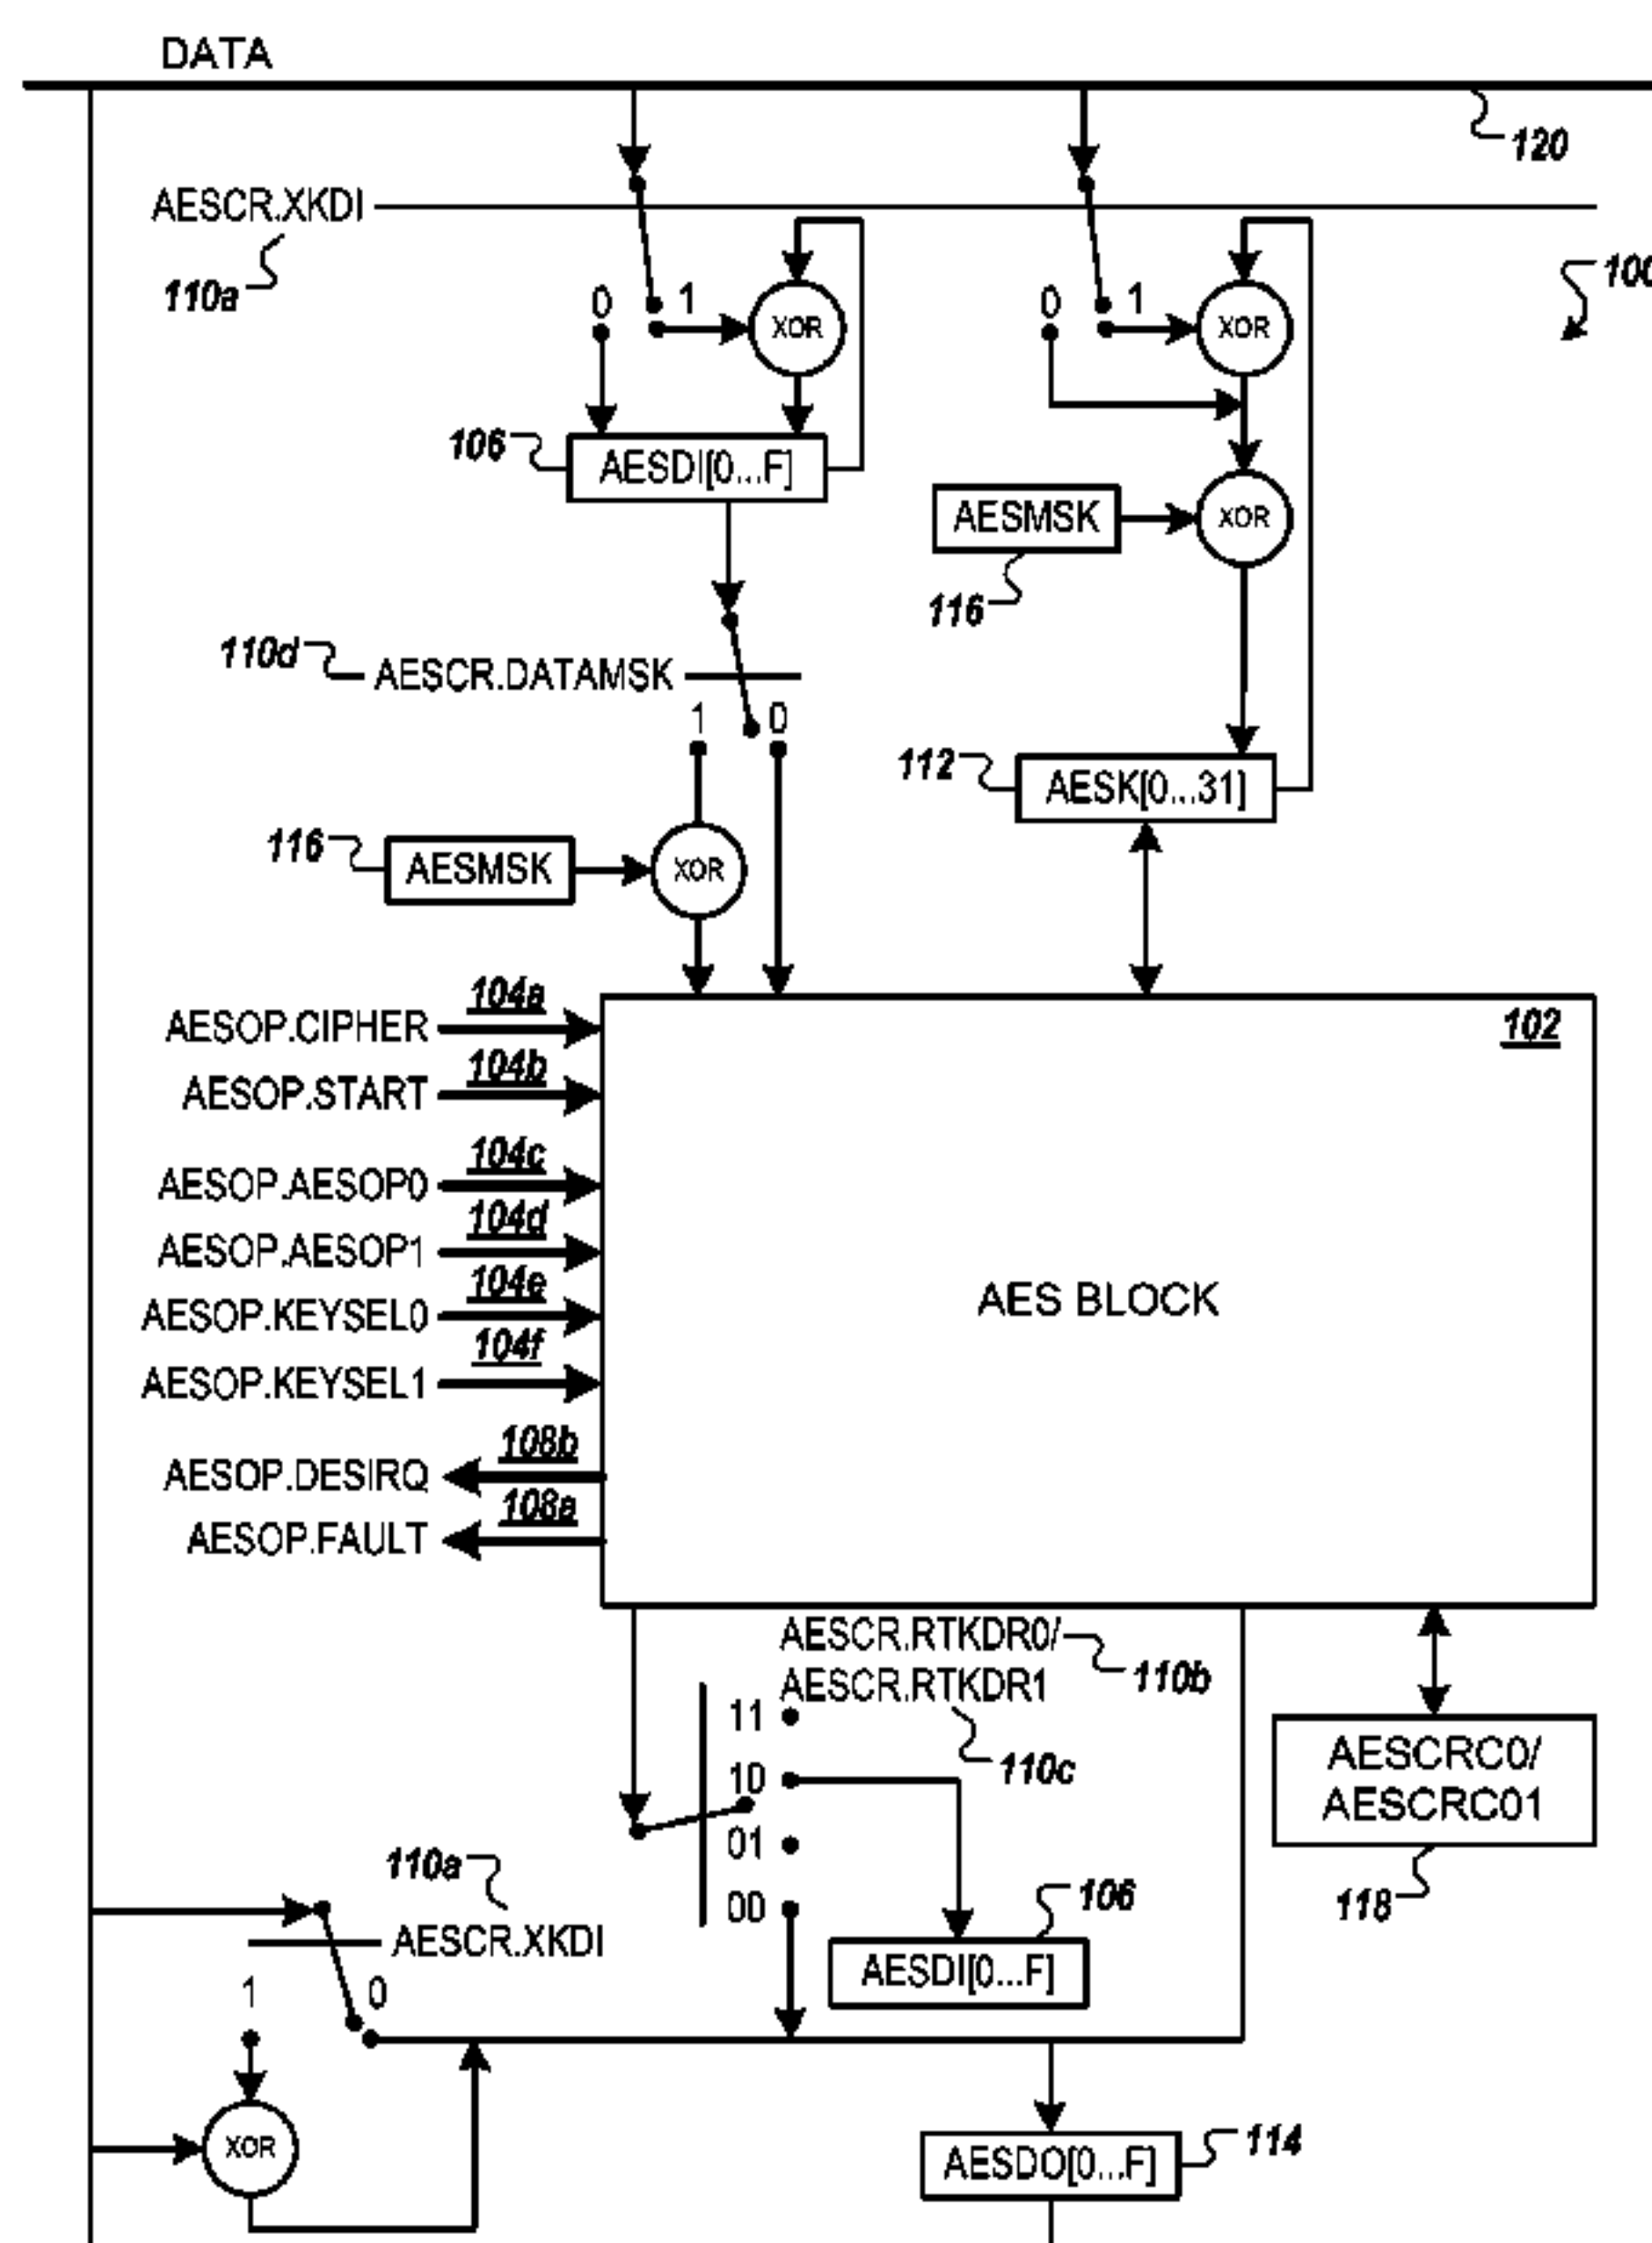 DATA
120
AESCR.XKDI
110a
100
0
1
XOR
0
1
XOR
106
AESDI[0...F]
AESMSK
XOR
116
110d
AESCR.DATAMSK
1
0
112
AESK[0...31]
116
AESMSK
XOR
104a
102
AESOP.CIPHER
104b
AESOP.START
104c
AESOP.AESOP0
104d
AESOP.AESOP1
104e
AESOP.KEYSEL0
104f
AESOP.KEYSEL1
AES BLOCK
108b
AESOP.DESIRQ
108a
AESOP.FAULT
AESCR.RTKDR0/
110b
AESCR.RTKDR1
11
110c
10
01
00
AESCRC0/
AESCRC01
118
110a
AESCR.XKDI
106
AESDI[0...F]
1
0
XOR
AESDO[0...F]
114